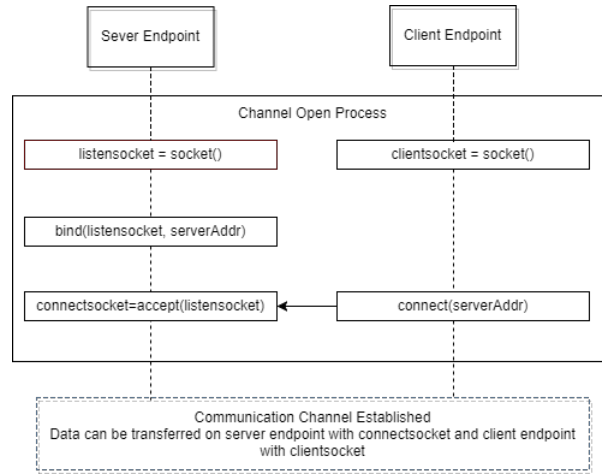 Sever Endpoint
Client Endpoint
Channel Open Process
listensocket = socket()
clientsocket = socket()
bind(listensocket, serverAddr)
connectsocket=accept(listensocket)
connect(serverAddr)
Communication Channel Established
Data can be transferred on server endpoint with connectsocket and client endpoint
with clientsocket